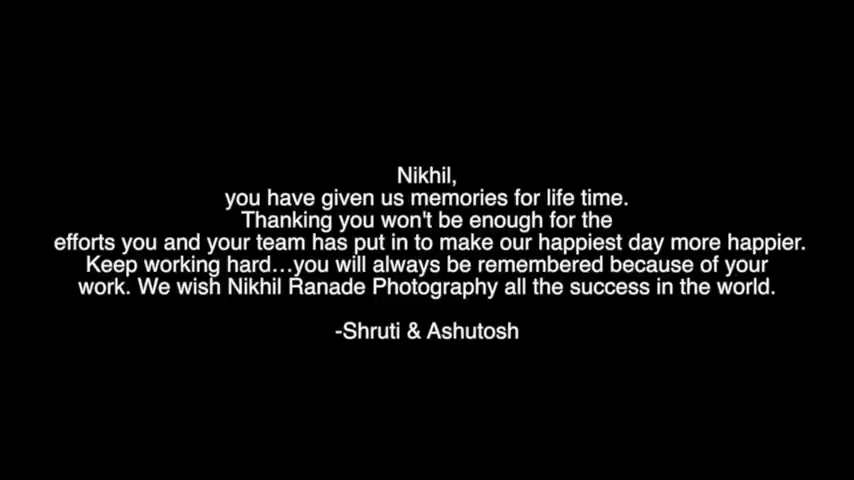 Nikhil,
you have given us memories for life time.
Thanking you won't be enough for the
efforts you and your team has put in to make our happiest day more happier.
Keep working hard...you will always be remembered because of your
work. We wish Nikhil Ranade Photography all the success in the world.
-Shruti & Ashutosh